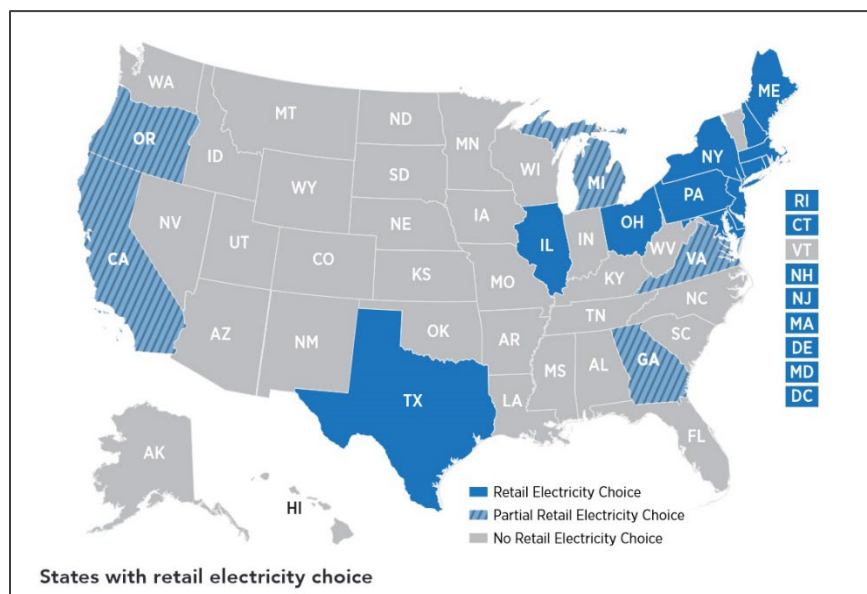 WA
MT
ND
MN
ME
OR
ID
SD
WI
MI
NY
WY
IA
PA
NE
NV
IL
IN
OH
UT
CO
WV
VA
CA
KS
MO
KY
NC
TN
AZ
NM
OK
AR
SC
MS
AL
GA
TX
LA
FL
AK
HI
RI
CT
VT
NH
NJ
MA
DE
MD
DC
Retail Electricity Choice
Partial Retail Electricity Choice
No Retail Electricity Choice
States with retail electricity choice